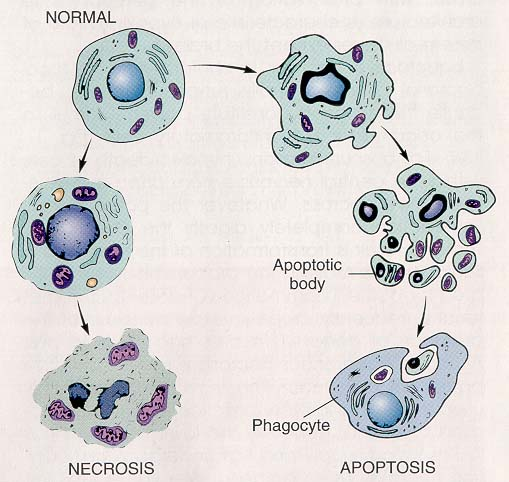 NORMAL
Apoptotic
body
Phagocyte
NECROSIS
APOPTOSIS